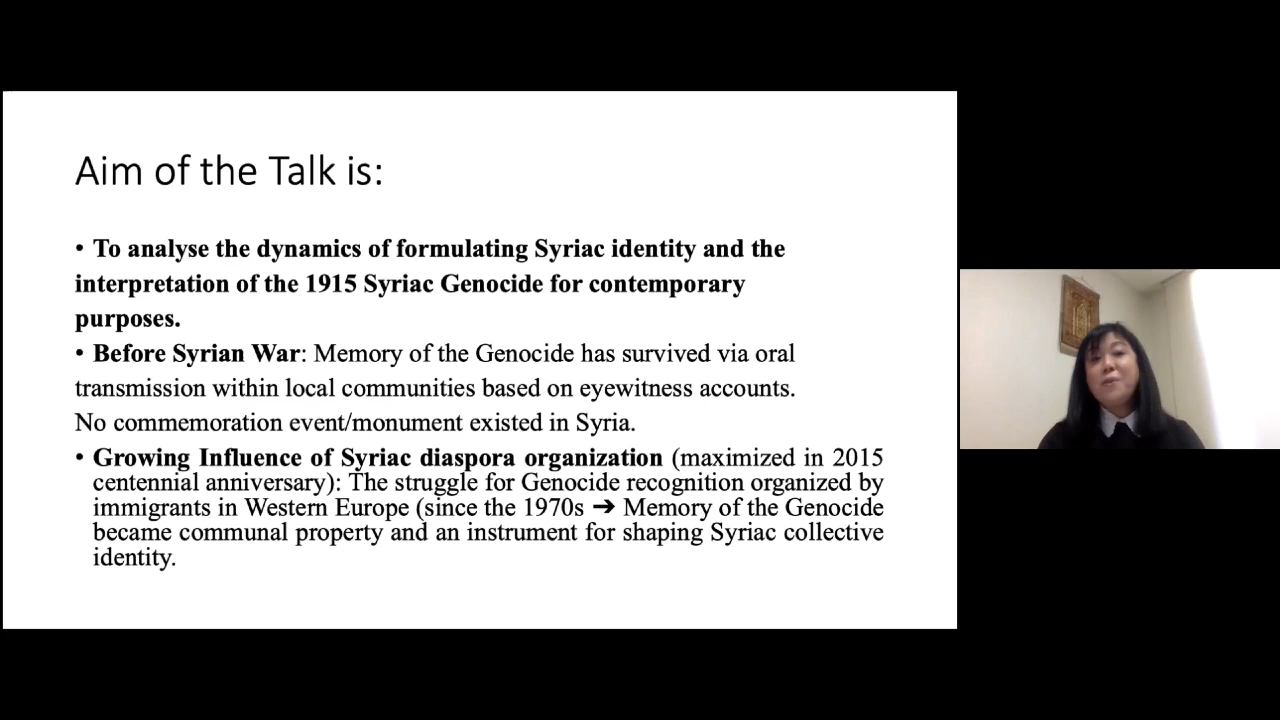 Aim of the Talk is:
• To analyse the dynamics of formulating Syriac identity and the
interpretation of the 1915 Syriac Genocide for contemporary
purposes.
• Before Syrian War: Memory of the Genocide has survived via oral
transmission within local communities based on eyewitness accounts.
No commemoration event/monument existed in Syria.
• Growing Influence of Syriac diaspora organization (maximized in 2015
centennial anniversary): The struggle for Genocide recognition organized by
immigrants in Western Europe (since the 1970s ➔ Memory of the Genocide
became communal property and an instrument for shaping Syriac collective
identity.